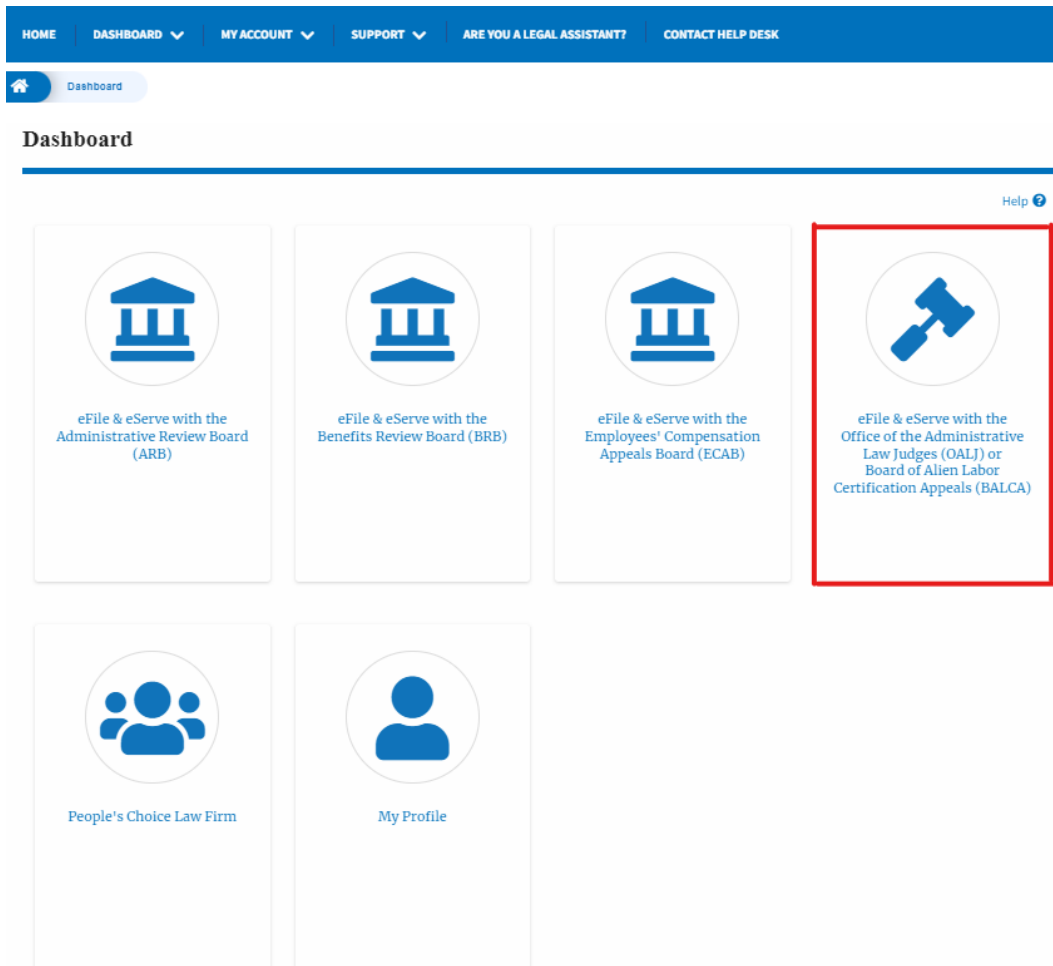 HOME DASHBOARD MY ACCOUNT SUPPORT ARE YOU A LEGAL ASSISTANT? CONTACT HELP DESK
Dashboard
Dashboard
Help
eFile & eServe with the
Administrative Review Board
(ARB)
eFile & eServe with the
Benefits Review Board (BRB)
eFile & eServe with the
Employees' Compensation
Appeals Board (ECAB)
eFile & eServe with the
Office of the Administrative
Law Judges (OALJ) or
Board of Alien Labor
Certification Appeals (BALCA)
People's Choice Law Firm
My Profile